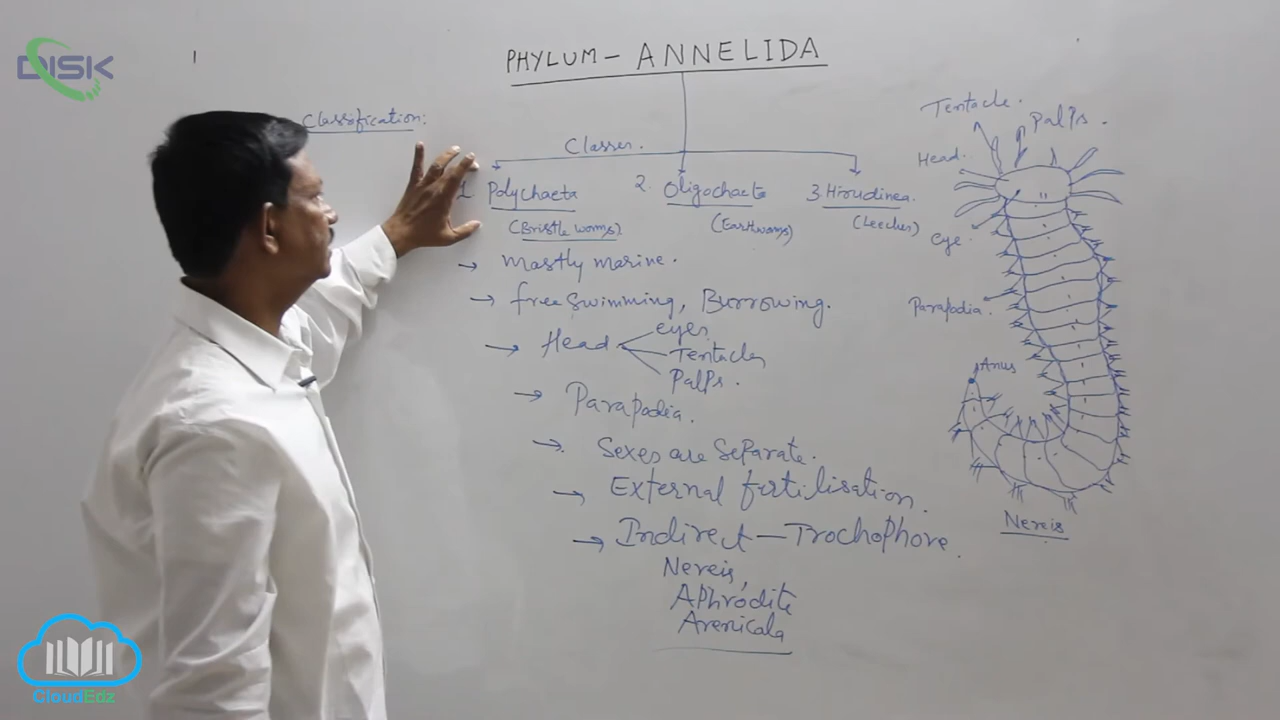 DISK
PHYLUM - ANNELIDA
Classification:
Classes.
1. Polychaeta
(Bristle worms)
2. Oligochaeta
(Earthworms)
3 Hirudinea.
(Leeches)
→ Mostly marine.
→ free swimming, Burrowing.
→ Head
eyes
Tentacles
Palps.
→ Parapodia.
→ Sexes are Separate.
→ External fertilisation.
→ Indirect - Trochophore.
Nereis,
Aphrodite
Arenicala
Tentacle.
Palps.
Head.
eye.
Parapodia.
Anus
Nereis
CloudEdz